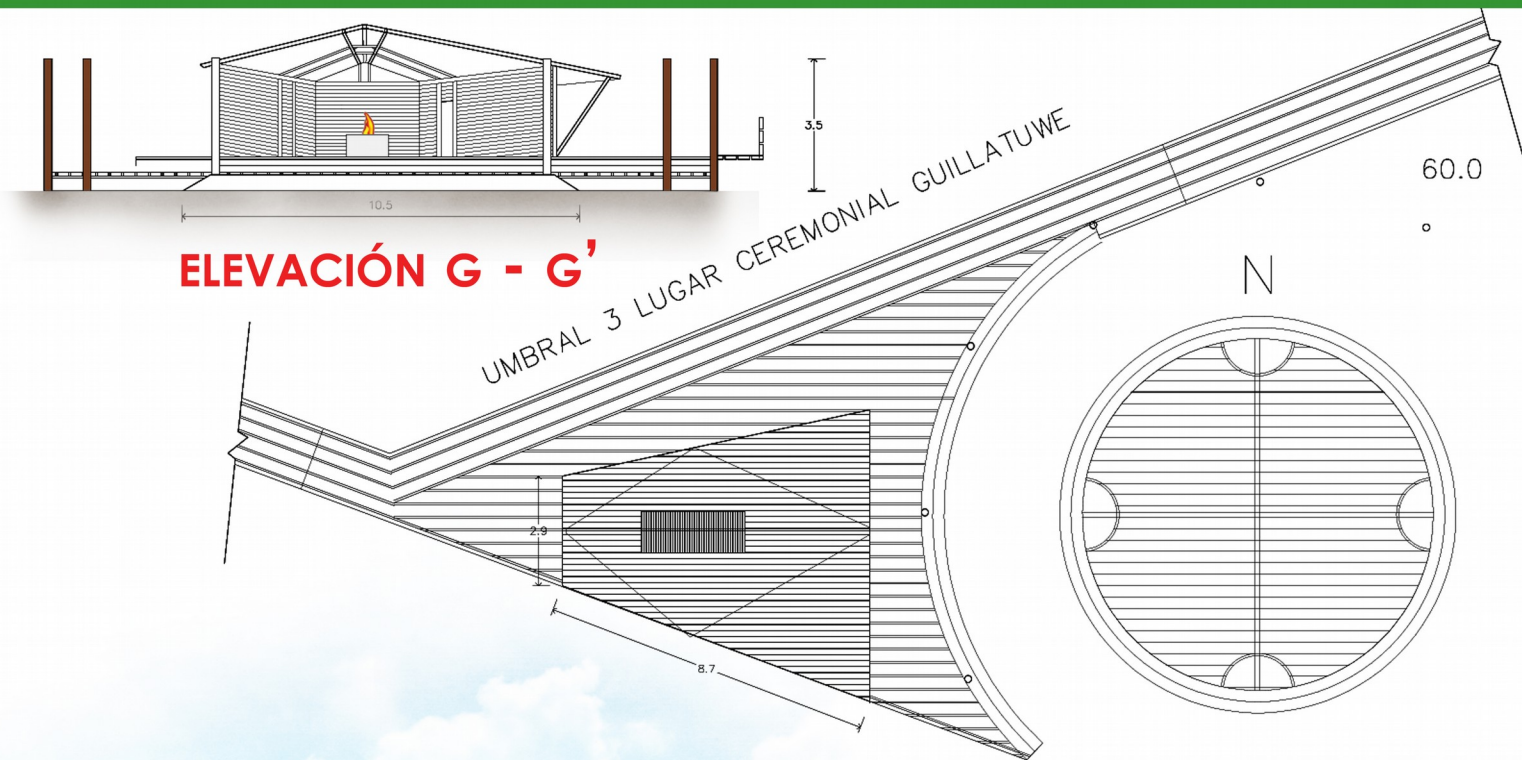 3.5
10.5
ELEVACIÓN G - G’
UMBRAL 3 LUGAR CEREMONIAL GUILLATUWE
60.0
N
2.9
8.7